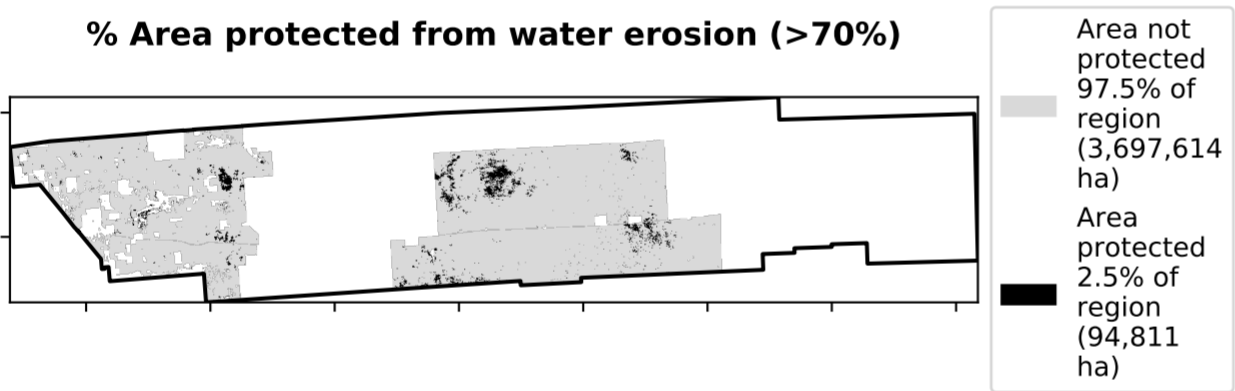 % Area protected from water erosion (>70%)
Area not
protected
97.5% of
region
(3,697,614
ha)
Area
protected
2.5% of
region
(94,811
ha)